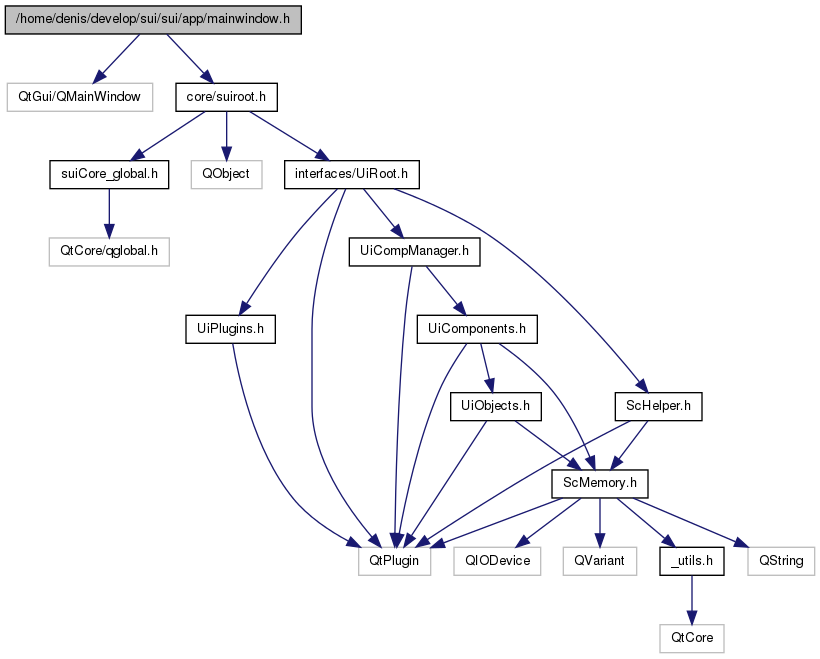 /home/denis/develop/sui/sui/app/mainwindow.h
QtGui/QMainWindow
core/suiroot.h
suiCore_global.h
QObject
interfaces/UiRoot.h
QtCore/qglobal.h
UiCompManager.h
UiPlugins.h
UiComponents.h
UiObjects.h
ScHelper.h
ScMemory.h
QtPlugin
QIODevice
QVariant
_utils.h
QString
QtCore